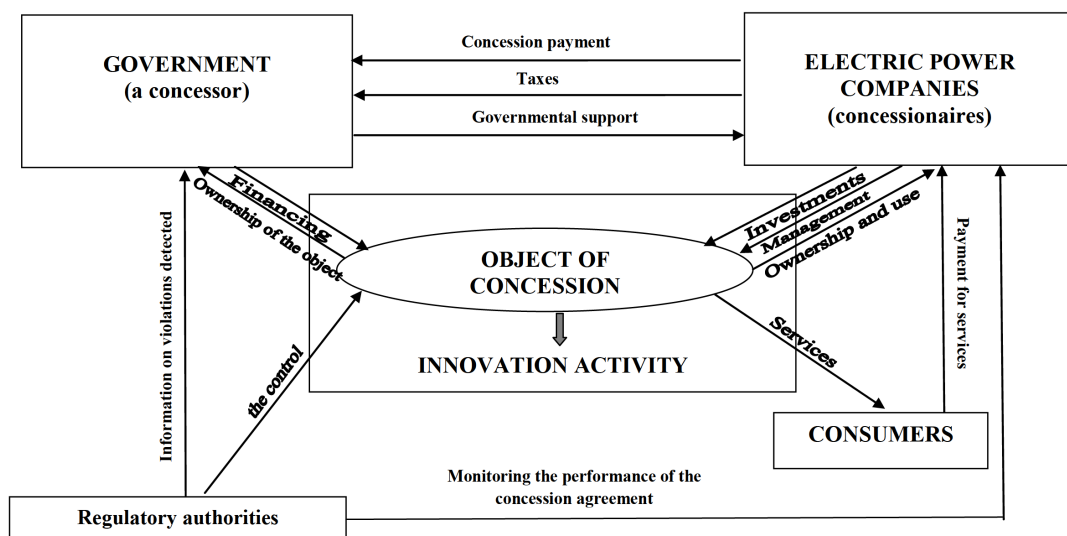 GOVERNMENT
(a concessor)
Concession payment
Taxes
Governmental support
ELECTRIC POWER
COMPANIES
(concessionaires)
Financing
Ownership of the object
Investments
Management
Ownership and use
Information on violations detected
OBJECT OF
CONCESSION
INNOVATION ACTIVITY
the control
Services
Payment for services
CONSUMERS
Monitoring the performance of the
concession agreement
Regulatory authorities